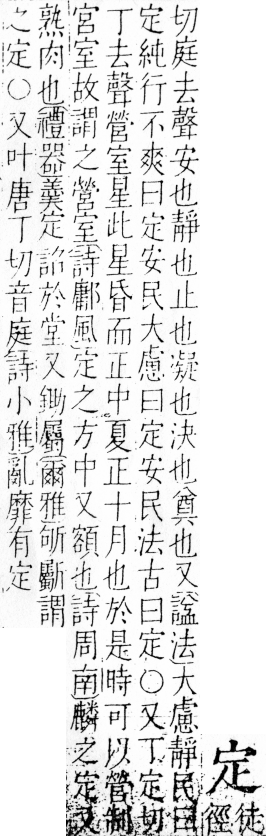 定
徒徑
切庭去聲安也靜也止也凝也決也奠也又諡法大慮靜民曰
定純行不爽曰定安民大慮曰定安民法古曰定○又丁定切
丁去聲營室星此星昏而正中夏正十月也於是時可以營制
宮室故謂之營室詩鄘風定之方中又額也詩周南麟之定又
熟肉也禮器羹定詔於堂又鋤屬爾雅斪斸謂
之定○又叶唐丁切音庭詩小雅亂靡有定